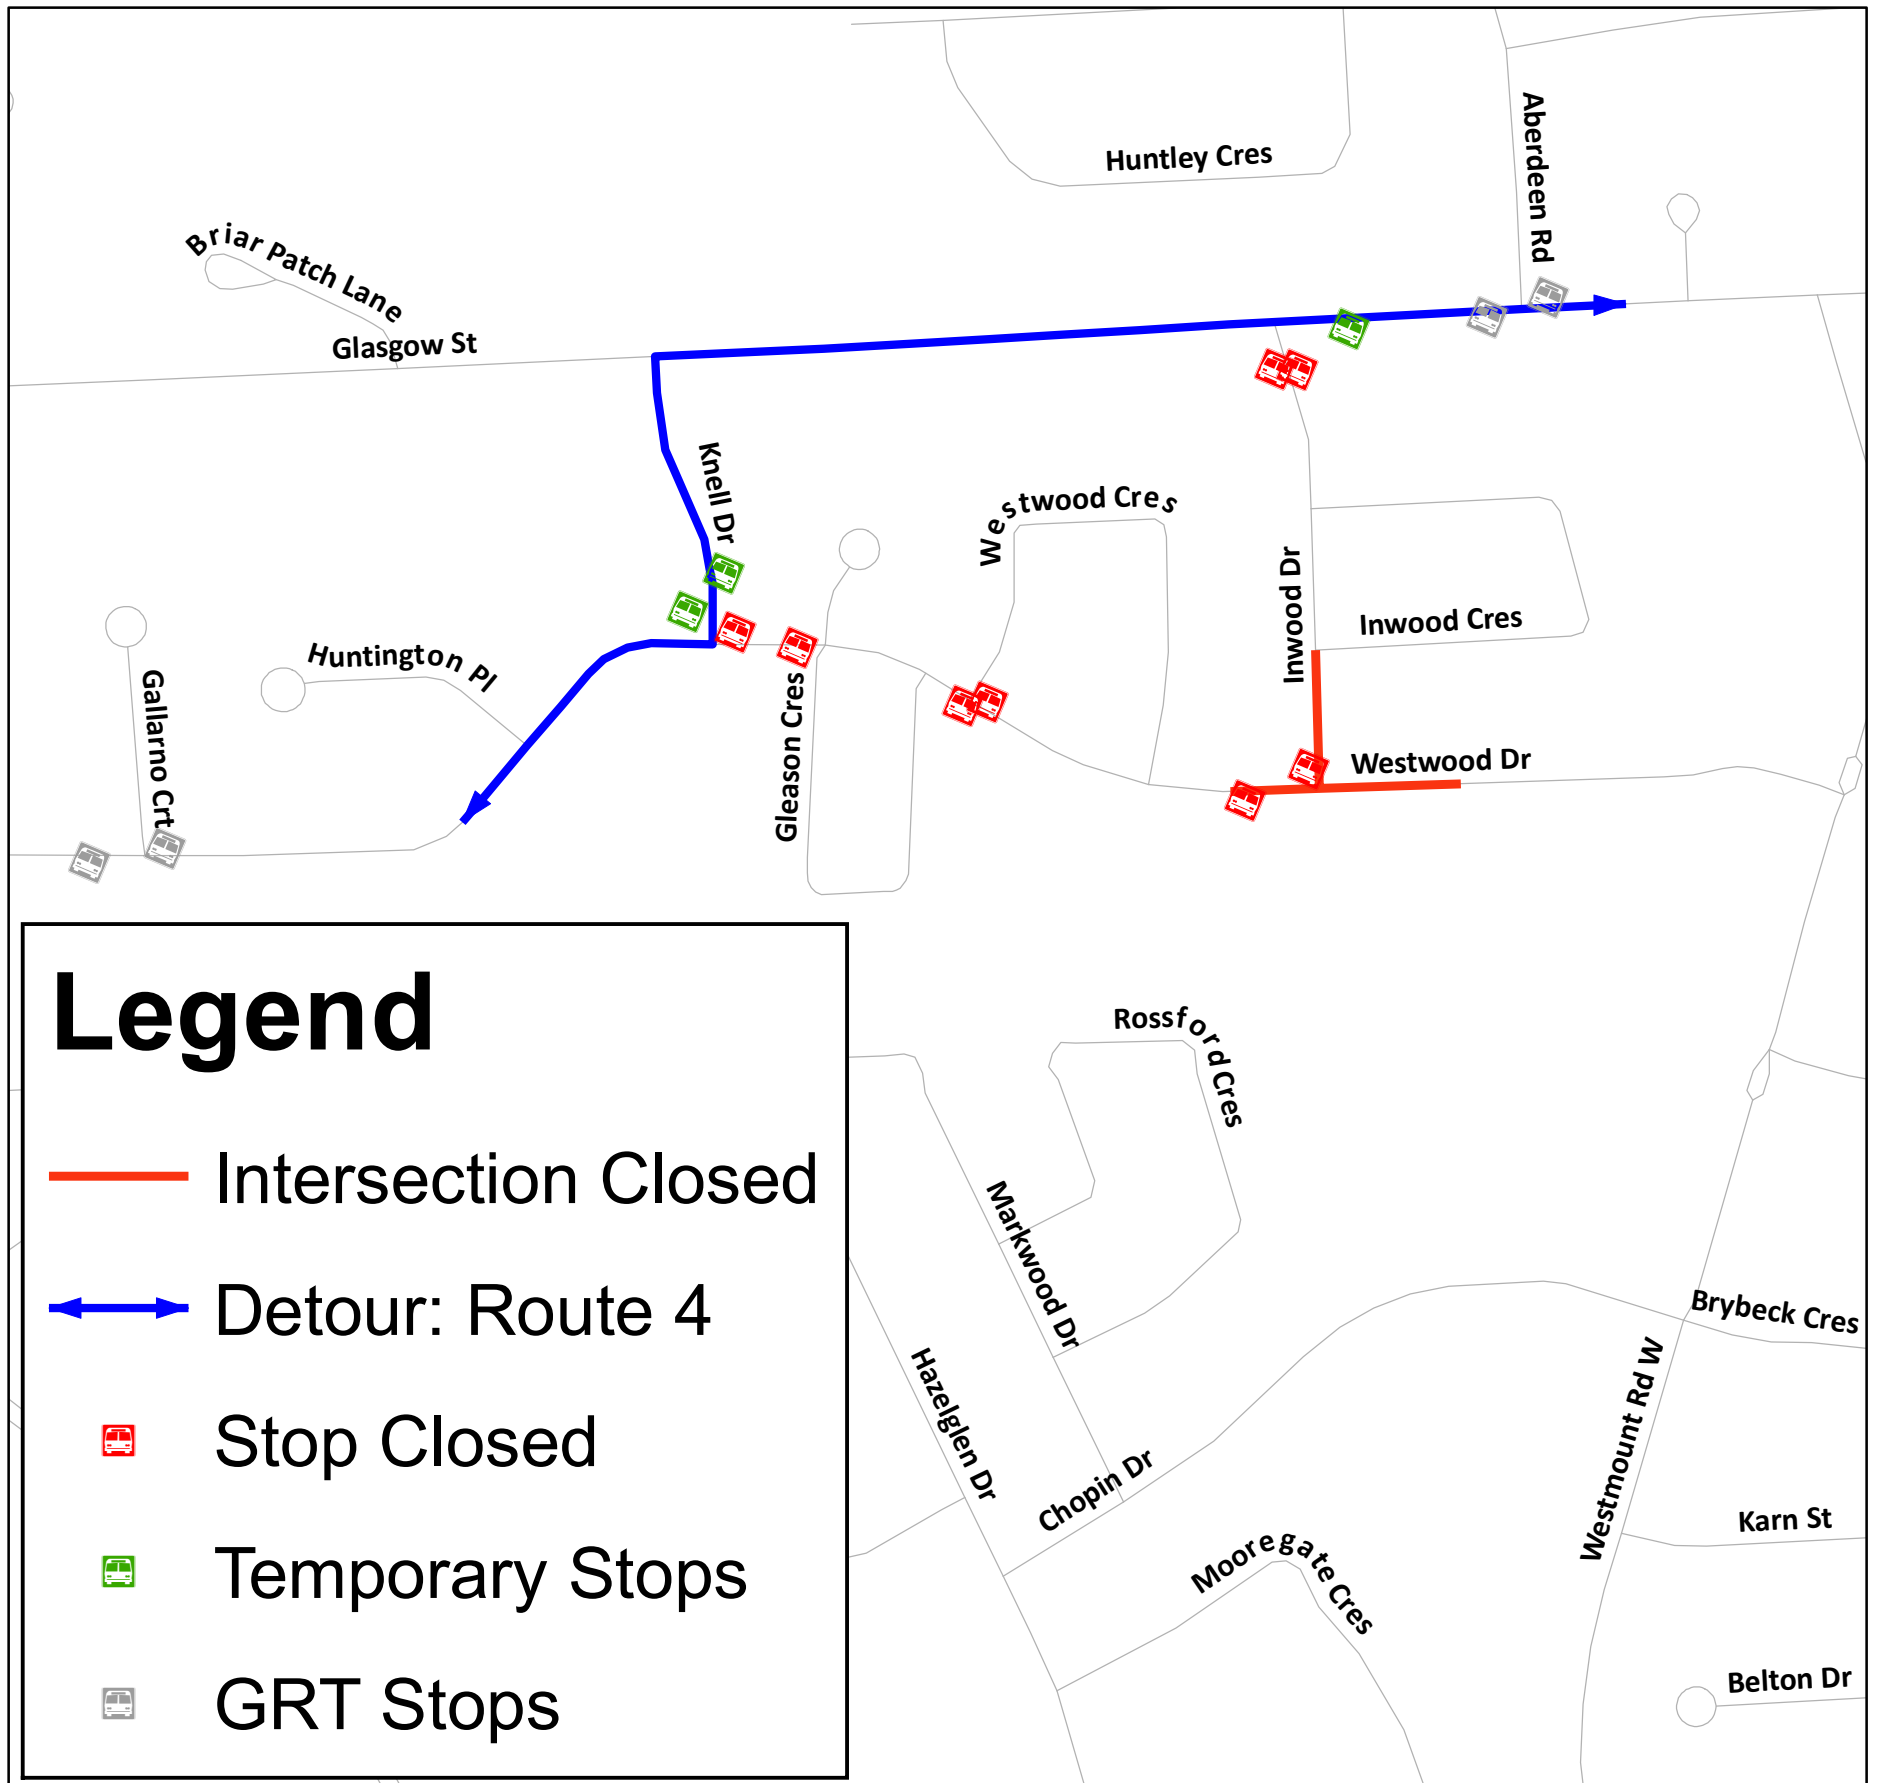 Huntley Cres
Aberdeen Rd
Briar Patch Lane
Glasgow St
Knell Dr
Westwood Cres
Inwood Dr
Inwood Cres
Huntington Pl
Gallarno Crt
Gleason Cres
Westwood Dr
Legend
Intersection Closed
Detour: Route 4
Stop Closed
Temporary Stops
GRT Stops
Rossford Cres
Markwood Dr
Hazelglen Dr
Chopin Dr
Mooregate Cres
Brybeck Cres
Westmount Rd W
Karn St
Belton Dr